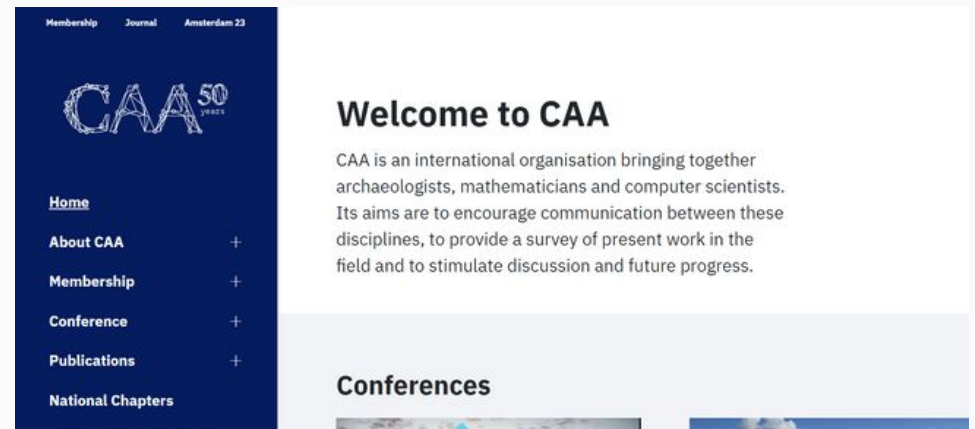 Membership Journal Amsterdam 23
CAA 50
years
Home
About CAA +
Membership +
Conference +
Publications +
National Chapters
Welcome to CAA
CAA is an international organisation bringing together
archaeologists, mathematicians and computer scientists.
Its aims are to encourage communication between these
disciplines, to provide a survey of present work in the
field and to stimulate discussion and future progress.
Conferences